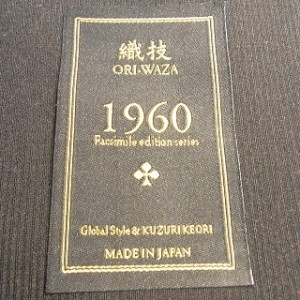 織技
ORI-WAZA
1960
Facsimile edition series
Global Style & KUZURI KEORI
MADE IN JAPAN